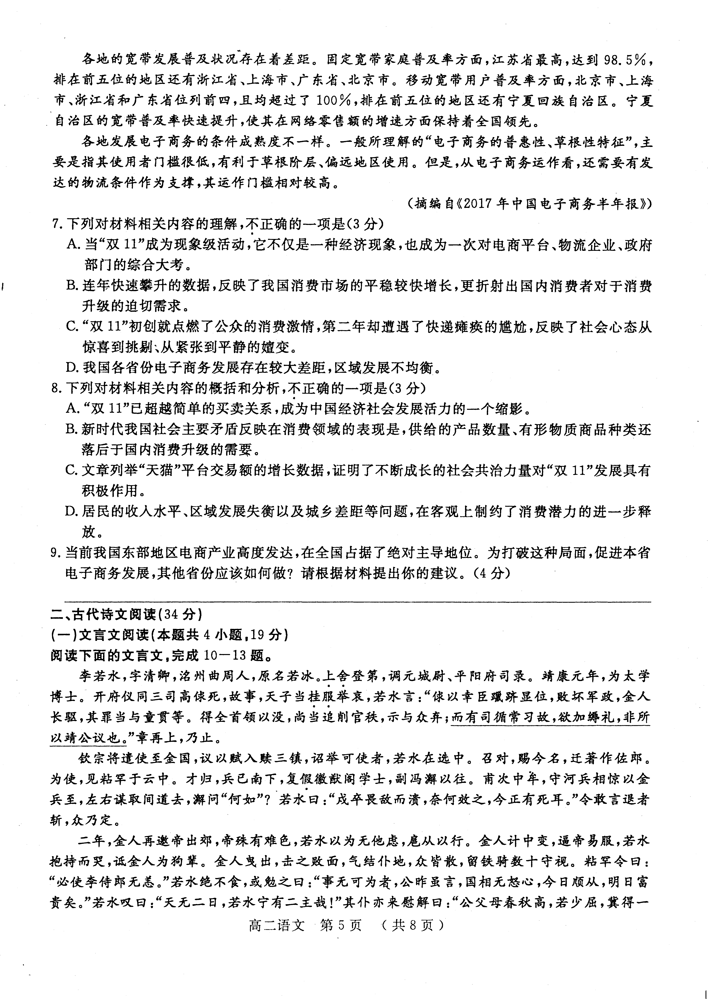 各地的宽带发展普及状况存在着差距。固定宽带家庭普及率方面,江苏省最高,达到 98.5%,
排在前五位的地区还有浙江省、上海市、广东省、北京市。移动宽带用户普及率方面,北京市、上海
市、浙江省和广东省位列前四,且均超过了 100%,排在前五位的地区还有宁夏回族自治区。宁夏
自治区的宽带普及率快速提升,使其在网络零售额的增速方面保持着全国领先。
各地发展电子商务的条件成熟度不一样。一般所理解的“电子商务的普惠性、草根性特征”,主
要是指其使用者门槛很低,有利于草根阶层、偏远地区使用。但是,从电子商务运作看,还需要有发
达的物流条件作为支撑,其运作门槛相对较高。
(摘编自《2017 年中国电子商务半年报》)
7. 下列对材料相关内容的理解,不正确的一项是(3 分)
A. 当“双 11”成为现象级活动,它不仅是一种经济现象,也成为一次对电商平台、物流企业、政府
部门的综合大考。
B. 连年快速攀升的数据,反映了我国消费市场的平稳较快增长,更折射出国内消费者对于消费
升级的迫切需求。
C. “双 11”初创就点燃了公众的消费激情,第二年却遭遇了快递瘫痪的尴尬,反映了社会心态从
惊喜到挑剔、从紧张到平静的嬗变。
D. 我国各省份电子商务发展存在较大差距,区域发展不均衡。
8. 下列对材料相关内容的概括和分析,不正确的一项是(3 分)
A. “双 11”已超越简单的买卖关系,成为中国经济社会发展活力的一个缩影。
B. 新时代我国社会主要矛盾反映在消费领域的表现是,供给的产品数量、有形物质商品种类还
落后于国内消费升级的需要。
C. 文章列举“天猫”平台交易额的增长数据,证明了不断成长的社会共治力量对“双 11”发展具有
积极作用。
D. 居民的收入水平、区域发展失衡以及城乡差距等问题,在客观上制约了消费潜力的进一步释
放。
9. 当前我国东部地区电商产业高度发达,在全国占据了绝对主导地位。为打破这种局面,促进本省
电子商务发展,其他省份应该如何做? 请根据材料提出你的建议。(4 分)
二、古代诗文阅读(34 分)
(一)文言文阅读(本题共 4 小题,19 分)
阅读下面的文言文,完成 10－13 题。
李若水,字清卿,洺州曲周人,原名若冰。上舍登第,调元城尉、平阳府司录。靖康元年,为太学
博士。开府仪同三司高俅死,故事,天子当挂服举哀,若水言:“俅以幸臣躐跻显位,败坏军政,金人
长驱,其罪当与童贯等。得全首领以没,尚当追削官秩,示与众弃;而有司循常习故,欲加缛礼,非所
以靖公议也。”章再上,乃止。
钦宗将遣使至金国,议以赋入赎三镇,诏举可使者,若水在选中。召对,赐今名,迁著作佐郎。
为使,见粘罕于云中。才归,兵已南下,复假徽猷阁学士,副冯澥以往。甫次中牟,守河兵相惊以金
兵至,左右谋取间道去,澥问“何如”? 若水曰:“戍卒畏敌而溃,奈何效之,今正有死耳。”令敢言退者
斩,众乃定。
二年,金人再邀帝出郊,帝殊有难色,若水以为无他虑,扈从以行。金人计中变,逼帝易服,若水
抱持而哭,诋金人为狗辈。金人曳出,击之败面,气结仆地,众皆散,留铁骑数十守视。粘罕令曰:
“必使李侍郎无恙。”若水绝不食,或勉之曰:“事无可为者,公昨虽言,国相无怒心,今日顺从,明日富
贵矣。”若水叹曰:“天无二日,若水宁有二主哉!”其仆亦来慰解曰:“公父母春秋高,若少屈,冀得一
高二语文 第 5 页 (共 8 页)